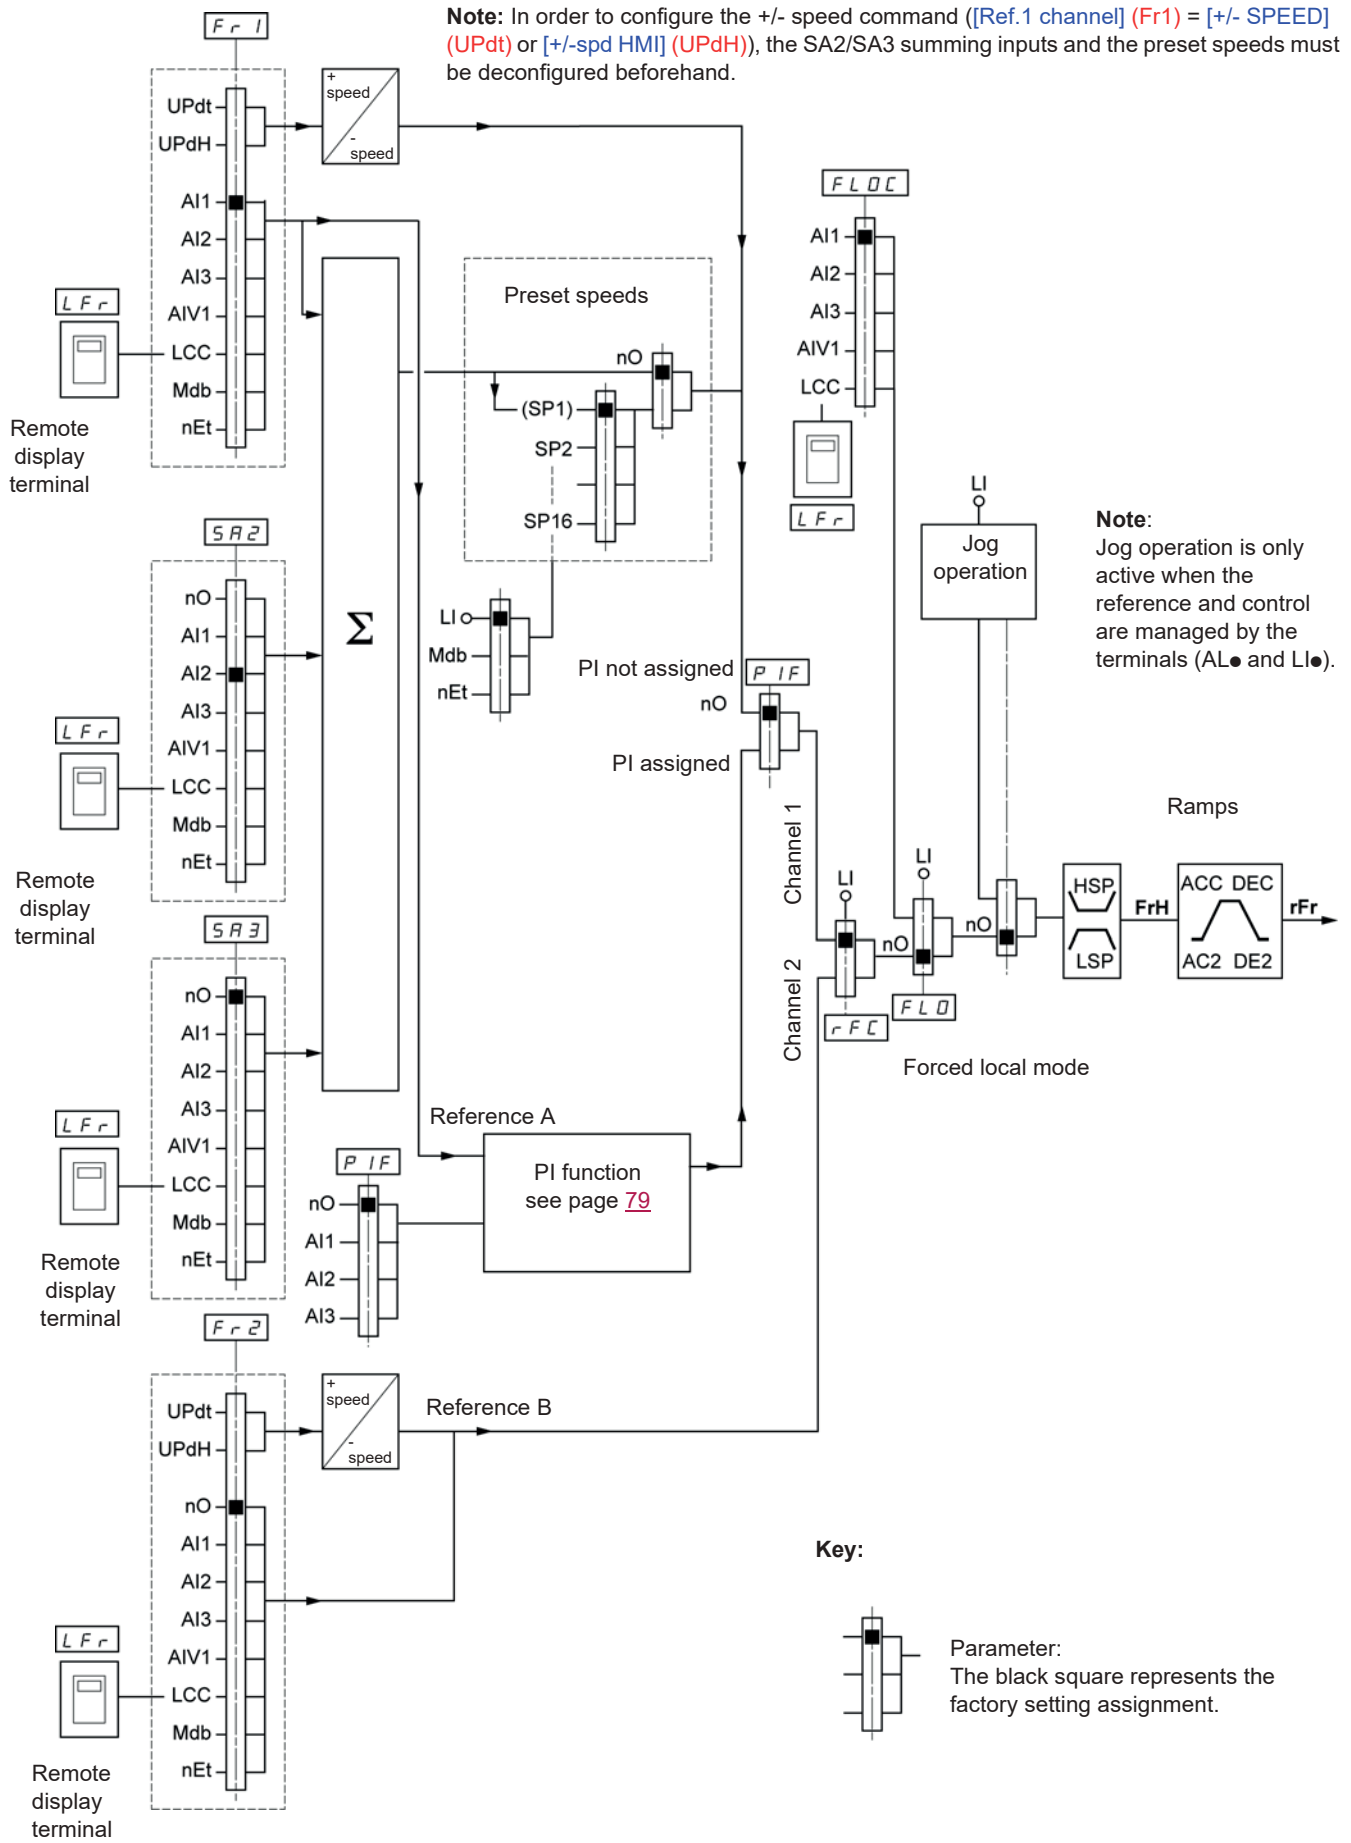 Note: In order to configure the +/- speed command ([Ref.1 channel] (Fr1) = [+/- SPEED]
(UPdt) or [+/-spd HMI] (UPdH)), the SA2/SA3 summing inputs and the preset speeds must
be deconfigured beforehand.
Fr1
UPdt
UPdH
AI1
AI2
AI3
AIV1
LCC
Mdb
nEt
LFr
Remote
display
terminal
+
speed
-
speed
SA2
nO
AI1
AI2
AI3
AIV1
LCC
Mdb
nEt
LFr
Remote
display
terminal
Σ
SA3
nO
AI1
AI2
AI3
AIV1
LCC
Mdb
nEt
LFr
Remote
display
terminal
Preset speeds
nO
(SP1)
SP2
SP16
LI
Mdb
nEt
PI not assigned
PIF
nO
PI assigned
Reference A
PIF
nO
AI1
AI2
AI3
PI function
see page 79
Fr2
UPdt
UPdH
nO
AI1
AI2
AI3
AIV1
LCC
Mdb
nEt
LFr
Remote
display
terminal
+
speed
-
speed
Reference B
FLOC
AI1
AI2
AI3
AIV1
LCC
LFr
LI
Jog
operation
Note:
Jog operation is only
active when the
reference and control
are managed by the
terminals (AL● and LI●).
Channel 1
Channel 2
LI
nO
rFC
LI
nO
FLO
Forced local mode
HSP
LSP
FrH
Ramps
ACC DEC
AC2 DE2
rFr
Key:
Parameter:
The black square represents the
factory setting assignment.